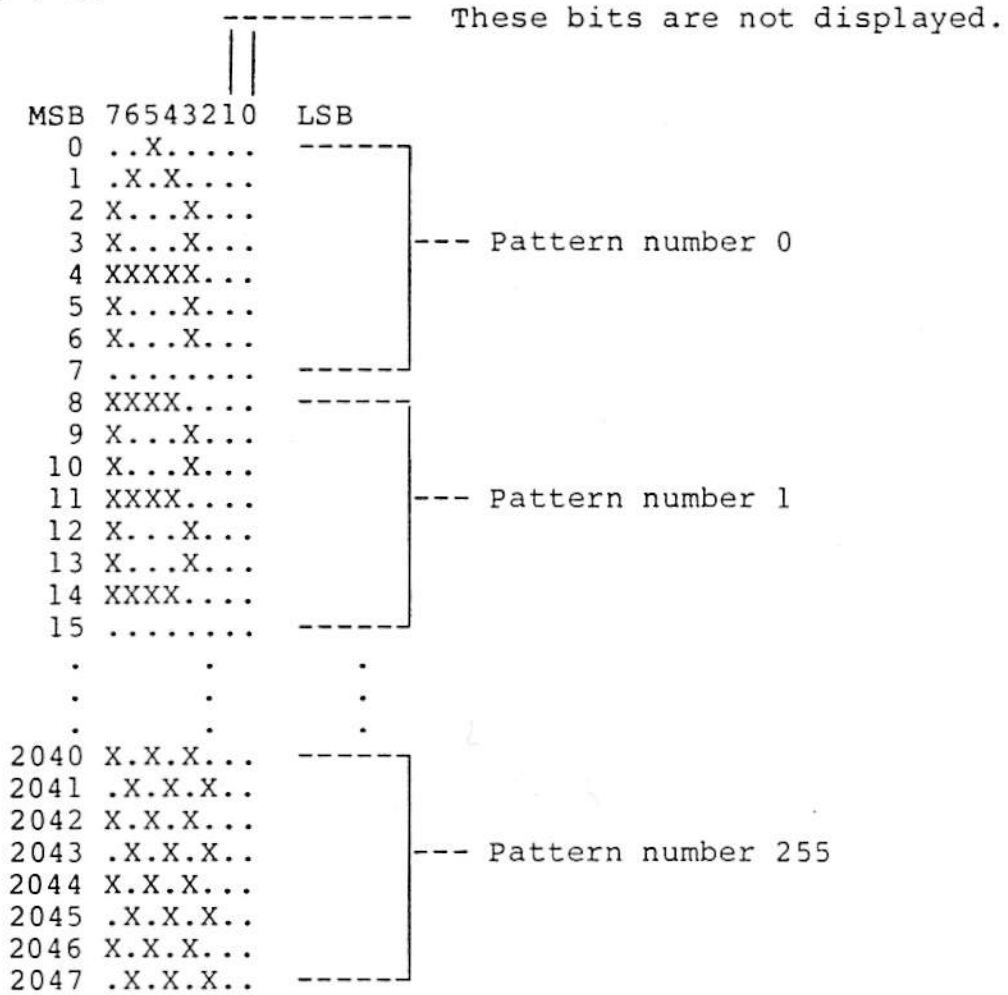 ---------- These bits are not displayed.
||
MSB 76543210 LSB
0 ..X..... ------
1 .X.X....
2 X...X...
3 X...X... --- Pattern number 0
4 XXXXX...
5 X...X...
6 X...X...
7 ........ ------
8 XXXX.... ------
9 X...X...
10 X...X...
11 XXXX.... --- Pattern number 1
12 X...X...
13 X...X...
14 XXXX....
15 ........ ------
. . .
. . .
. . .
2040 X.X.X... ------
2041 .X.X.X..
2042 X.X.X...
2043 .X.X.X.. --- Pattern number 255
2044 X.X.X...
2045 .X.X.X..
2046 X.X.X...
2047 .X.X.X.. ------